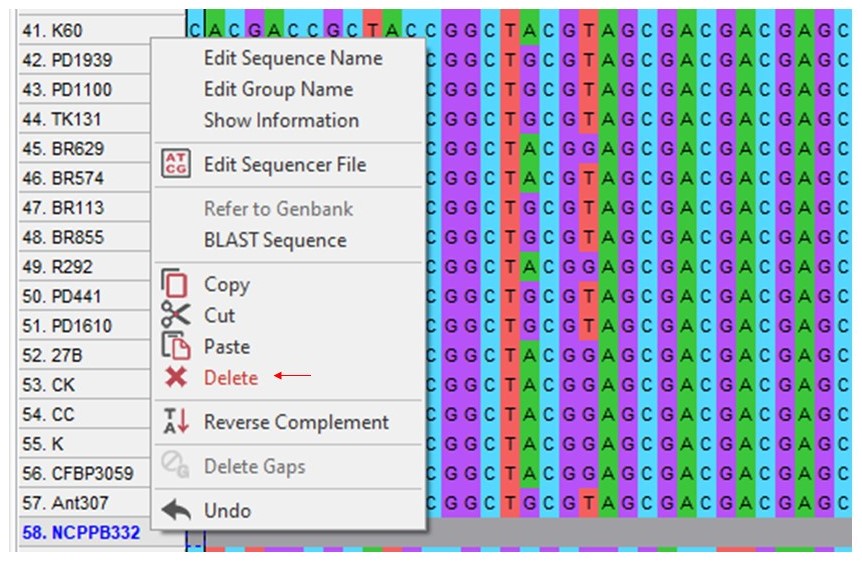 41. K60 C A C G A C C G C T A C C G G C T A C G T A G C G A C G A C G A G C
42. PD1939 C G G C T G C G T A G C G A C G A C G A G C
43. PD1100 C G G C T G C G T A G C G A C G A C G A G C
44. TK131 C G G C T G C G T A G C G A C G A C G A G C
45. BR629 C G G C T A C G G A G C G A C G A C G A G C
46. BR574 C G G C T A C G T A G C G A C G A C G A G C
47. BR113 C G G C T G C G T A G C G A C G A C G A G C
48. BR855 C G G C T G C G T A G C G A C G A C G A G C
49. R292 C G G C T A C G G A G C G A C G A C G A G C
50. PD441 C G G C T G C G T A G C G A C G A C G A G C
51. PD1610 C G G C T G C G T A G C G A C G A C G A G C
52. 27B C G G C T A C G G A G C G A C G A C G A G C
53. CK C G G C T A C G G A G C G A C G A C G A G C
54. CC C G G C T A C G G A G C G A C G A C G A G C
55. K C G G C T A C G G A G C G A C G A C G A G C
56. CFBP3059 C G G C T A C G G A G C G A C G A C G A G C
57. Ant307 C G G C T G C G T A G C G A C G A C G A G C
58. NCPPB332
Edit Sequence Name
Edit Group Name
Show Information
AT
CG
Edit Sequencer File
Refer to Genbank
BLAST Sequence
Copy
Cut
Paste
Delete
T
A
Reverse Complement
G
Delete Gaps
Undo